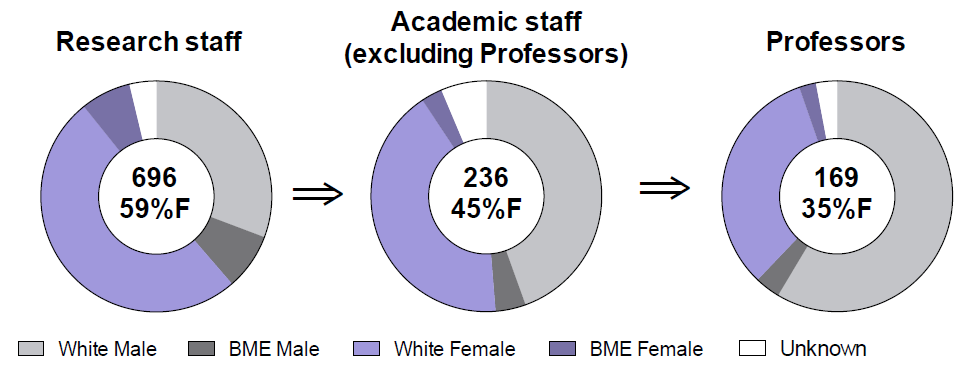 Research staff
Academic staff
(excluding Professors)
Professors
696
59%F
236
45%F
169
35%F
White Male
BME Male
White Female
BME Female
Unknown